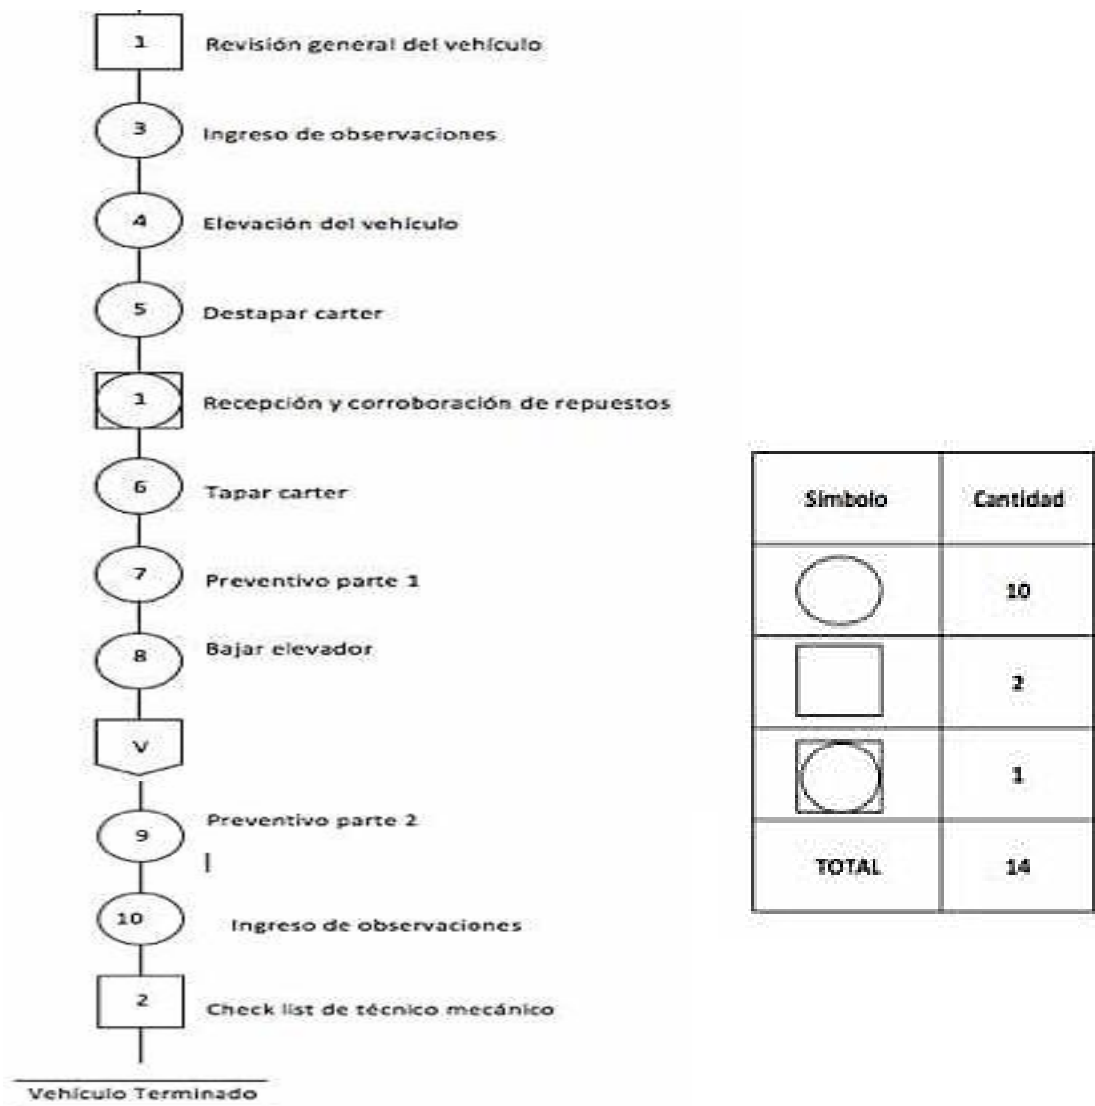 1 Revisión general del vehículo
3 Ingreso de observaciones
4 Elevación del vehículo
5 Destapar carter
1 Recepción y corroboración de repuestos
6 Tapar carter
7 Preventivo parte 1
8 Bajar elevador
V
9 Preventivo parte 2
10 Ingreso de observaciones
2 Check list de técnico mecánico
Vehículo Terminado
Símbolo Cantidad
10
2
1
TOTAL 14